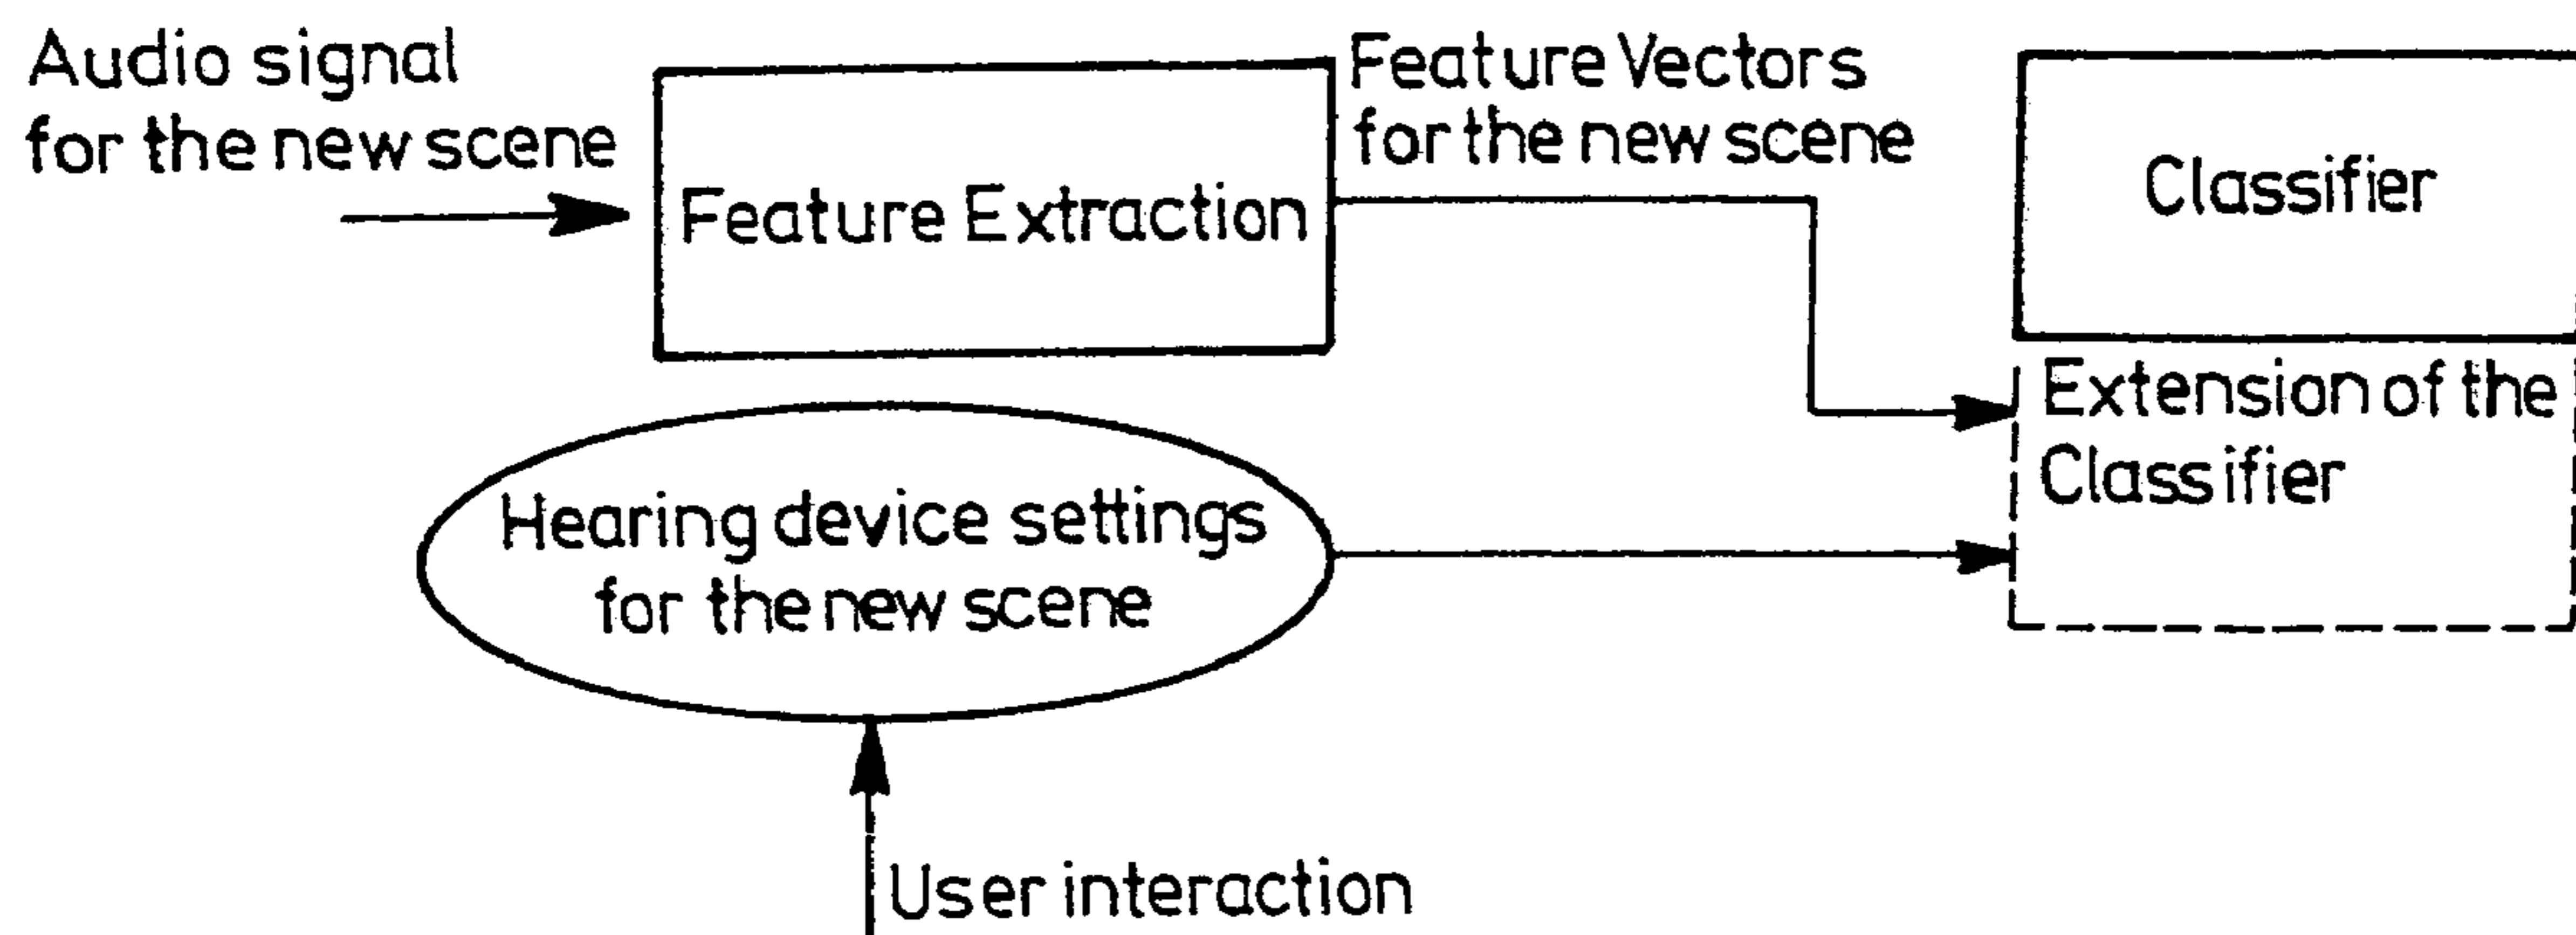 Audio signal
for the new scene
Feature Extraction
Feature Vectors
for the new scene
Classifier
Extension of the
Classifier
Hearing device settings
for the new scene
User interaction